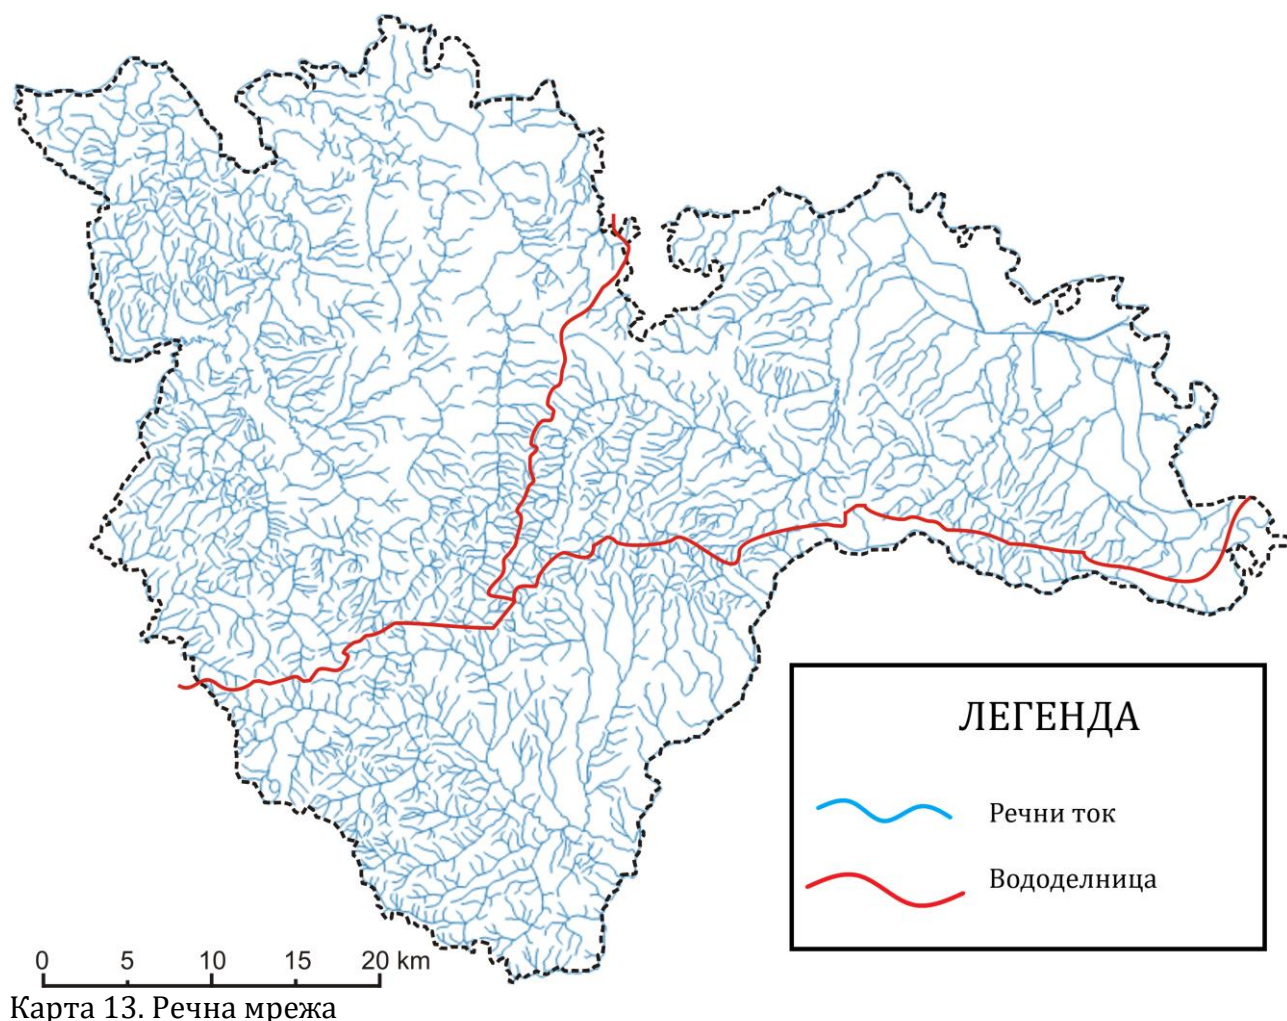 ЛЕГЕНДА
Речни ток
Вододелница
0 5 10 15 20 km
Карта 13. Речна мрежа